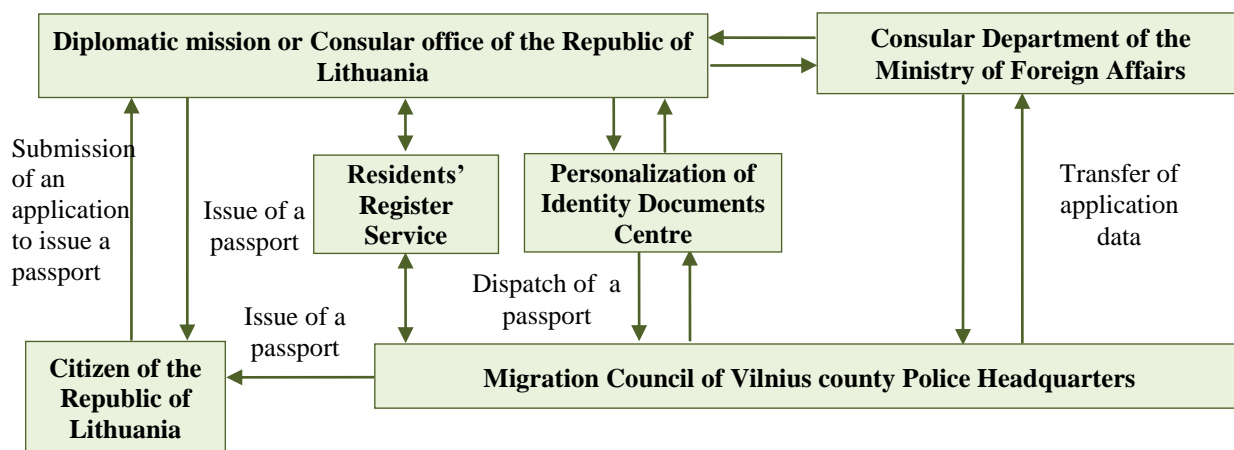 Diplomatic mission or Consular office of the Republic of
Lithuania
Consular Department of the
Ministry of Foreign Affairs
Submission
of an
application
to issue a
passport
Issue of a
passport
Residents’
Register
Service
Personalization of
Identity Documents
Centre
Transfer of
application
data
Issue of a
passport
Dispatch of a
passport
Citizen of the
Republic of
Lithuania
Migration Council of Vilnius county Police Headquarters